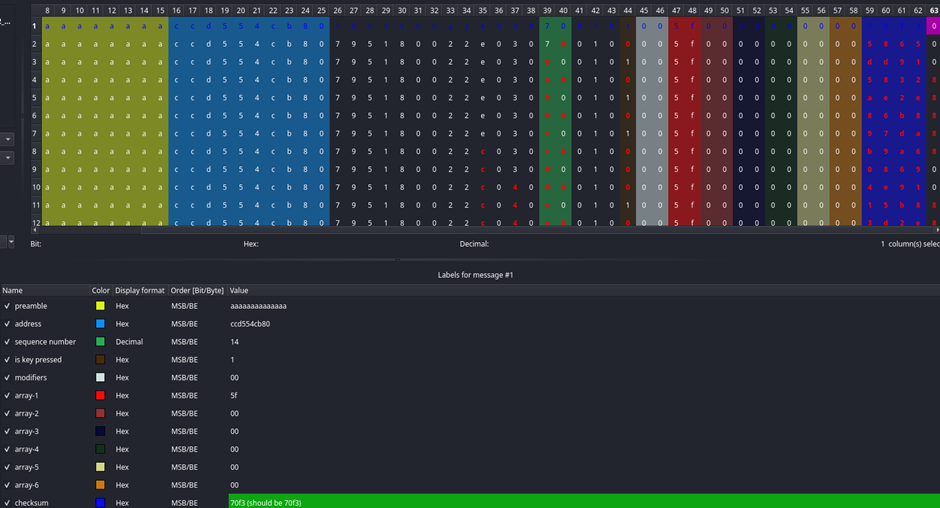 8 9 10 11 12 13 14 15 16 17 18 19 20 21 22 23 24 25 26 27 28 29 30 31 32 33 34 35 36 37 38 39 40 41 42 43 44 45 46 47 48 49 50 51 52 53 54 55 56 57 58 59 60 61 62 63
1 a a a a a a a a 0
2 a a a a a a a a c c d 5 5 4 c b 8 0 7 9 5 1 8 0 0 2 2 e 0 3 0 7 0 1 0 0 0 0 5 f 0 0 0 0 0 0 0 0 0 0 5 8 6 5 0
3 a a a a a a a a c c d 5 5 4 c b 8 0 7 9 5 1 8 0 0 2 2 e 0 3 0 0 0 1 0 1 0 0 5 f 0 0 0 0 0 0 0 0 0 0 d d 9 1 0
4 a a a a a a a a c c d 5 5 4 c b 8 0 7 9 5 1 8 0 0 2 2 e 0 3 0 0 1 0 0 0 0 5 f 0 0 0 0 0 0 0 0 0 0 5 8 3 2 8
5 a a a a a a a a c c d 5 5 4 c b 8 0 7 9 5 1 8 0 0 2 2 e 0 3 0 0 0 1 0 1 0 0 5 f 0 0 0 0 0 0 0 0 0 0 a e 2 e 8
6 a a a a a a a a c c d 5 5 4 c b 8 0 7 9 5 1 8 0 0 2 2 e 0 3 0 0 1 0 0 0 0 5 f 0 0 0 0 0 0 0 0 0 0 8 6 b 8 8
7 a a a a a a a a c c d 5 5 4 c b 8 0 7 9 5 1 8 0 0 2 2 e 0 3 0 0 0 1 0 1 0 0 5 f 0 0 0 0 0 0 0 0 0 0 9 7 d a 8
8 a a a a a a a a c c d 5 5 4 c b 8 0 7 9 5 1 8 0 0 2 2 c 0 3 0 0 1 0 0 0 0 5 f 0 0 0 0 0 0 0 0 0 0 b 9 a 6 8
9 a a a a a a a a c c d 5 5 4 c b 8 0 7 9 5 1 8 0 0 2 2 c 0 3 0 0 0 1 0 0 0 0 5 f 0 0 0 0 0 0 0 0 0 0 0 8 6 9 0
10 a a a a a a a a c c d 5 5 4 c b 8 0 7 9 5 1 8 0 0 2 2 c 0 4 0 0 1 0 0 0 0 5 f 0 0 0 0 0 0 0 0 0 0 4 e 9 1 0
11 a a a a a a a a c c d 5 5 4 c b 8 0 7 9 5 1 8 0 0 2 2 c 0 4 0 0 0 1 0 0 0 0 5 f 0 0 0 0 0 0 0 0 0 0 1 5 b 8 8
12 a a a a a a a a c c d 5 5 4 c b 8 0 7 9 5 1 8 0 0 2 2 c 0 4 0 0 1 0 0 0 0 5 f 0 0 0 0 0 0 0 0 0 0 3 d 2 e 8
Bit: Hex: Decimal: 1 column(s) selec
Labels for message #1
Name Color Display format Order [Bit/Byte] Value
preamble Hex MSB/BE aaaaaaaaaaaaaa
address Hex MSB/BE ccd554cb80
sequence number Decimal MSB/BE 14
is key pressed Hex MSB/BE 1
modifiers Hex MSB/BE 00
array-1 Hex MSB/BE 5f
array-2 Hex MSB/BE 00
array-3 Hex MSB/BE 00
array-4 Hex MSB/BE 00
array-5 Hex MSB/BE 00
array-6 Hex MSB/BE 00
checksum Hex MSB/BE 70f3 (should be 70f3)